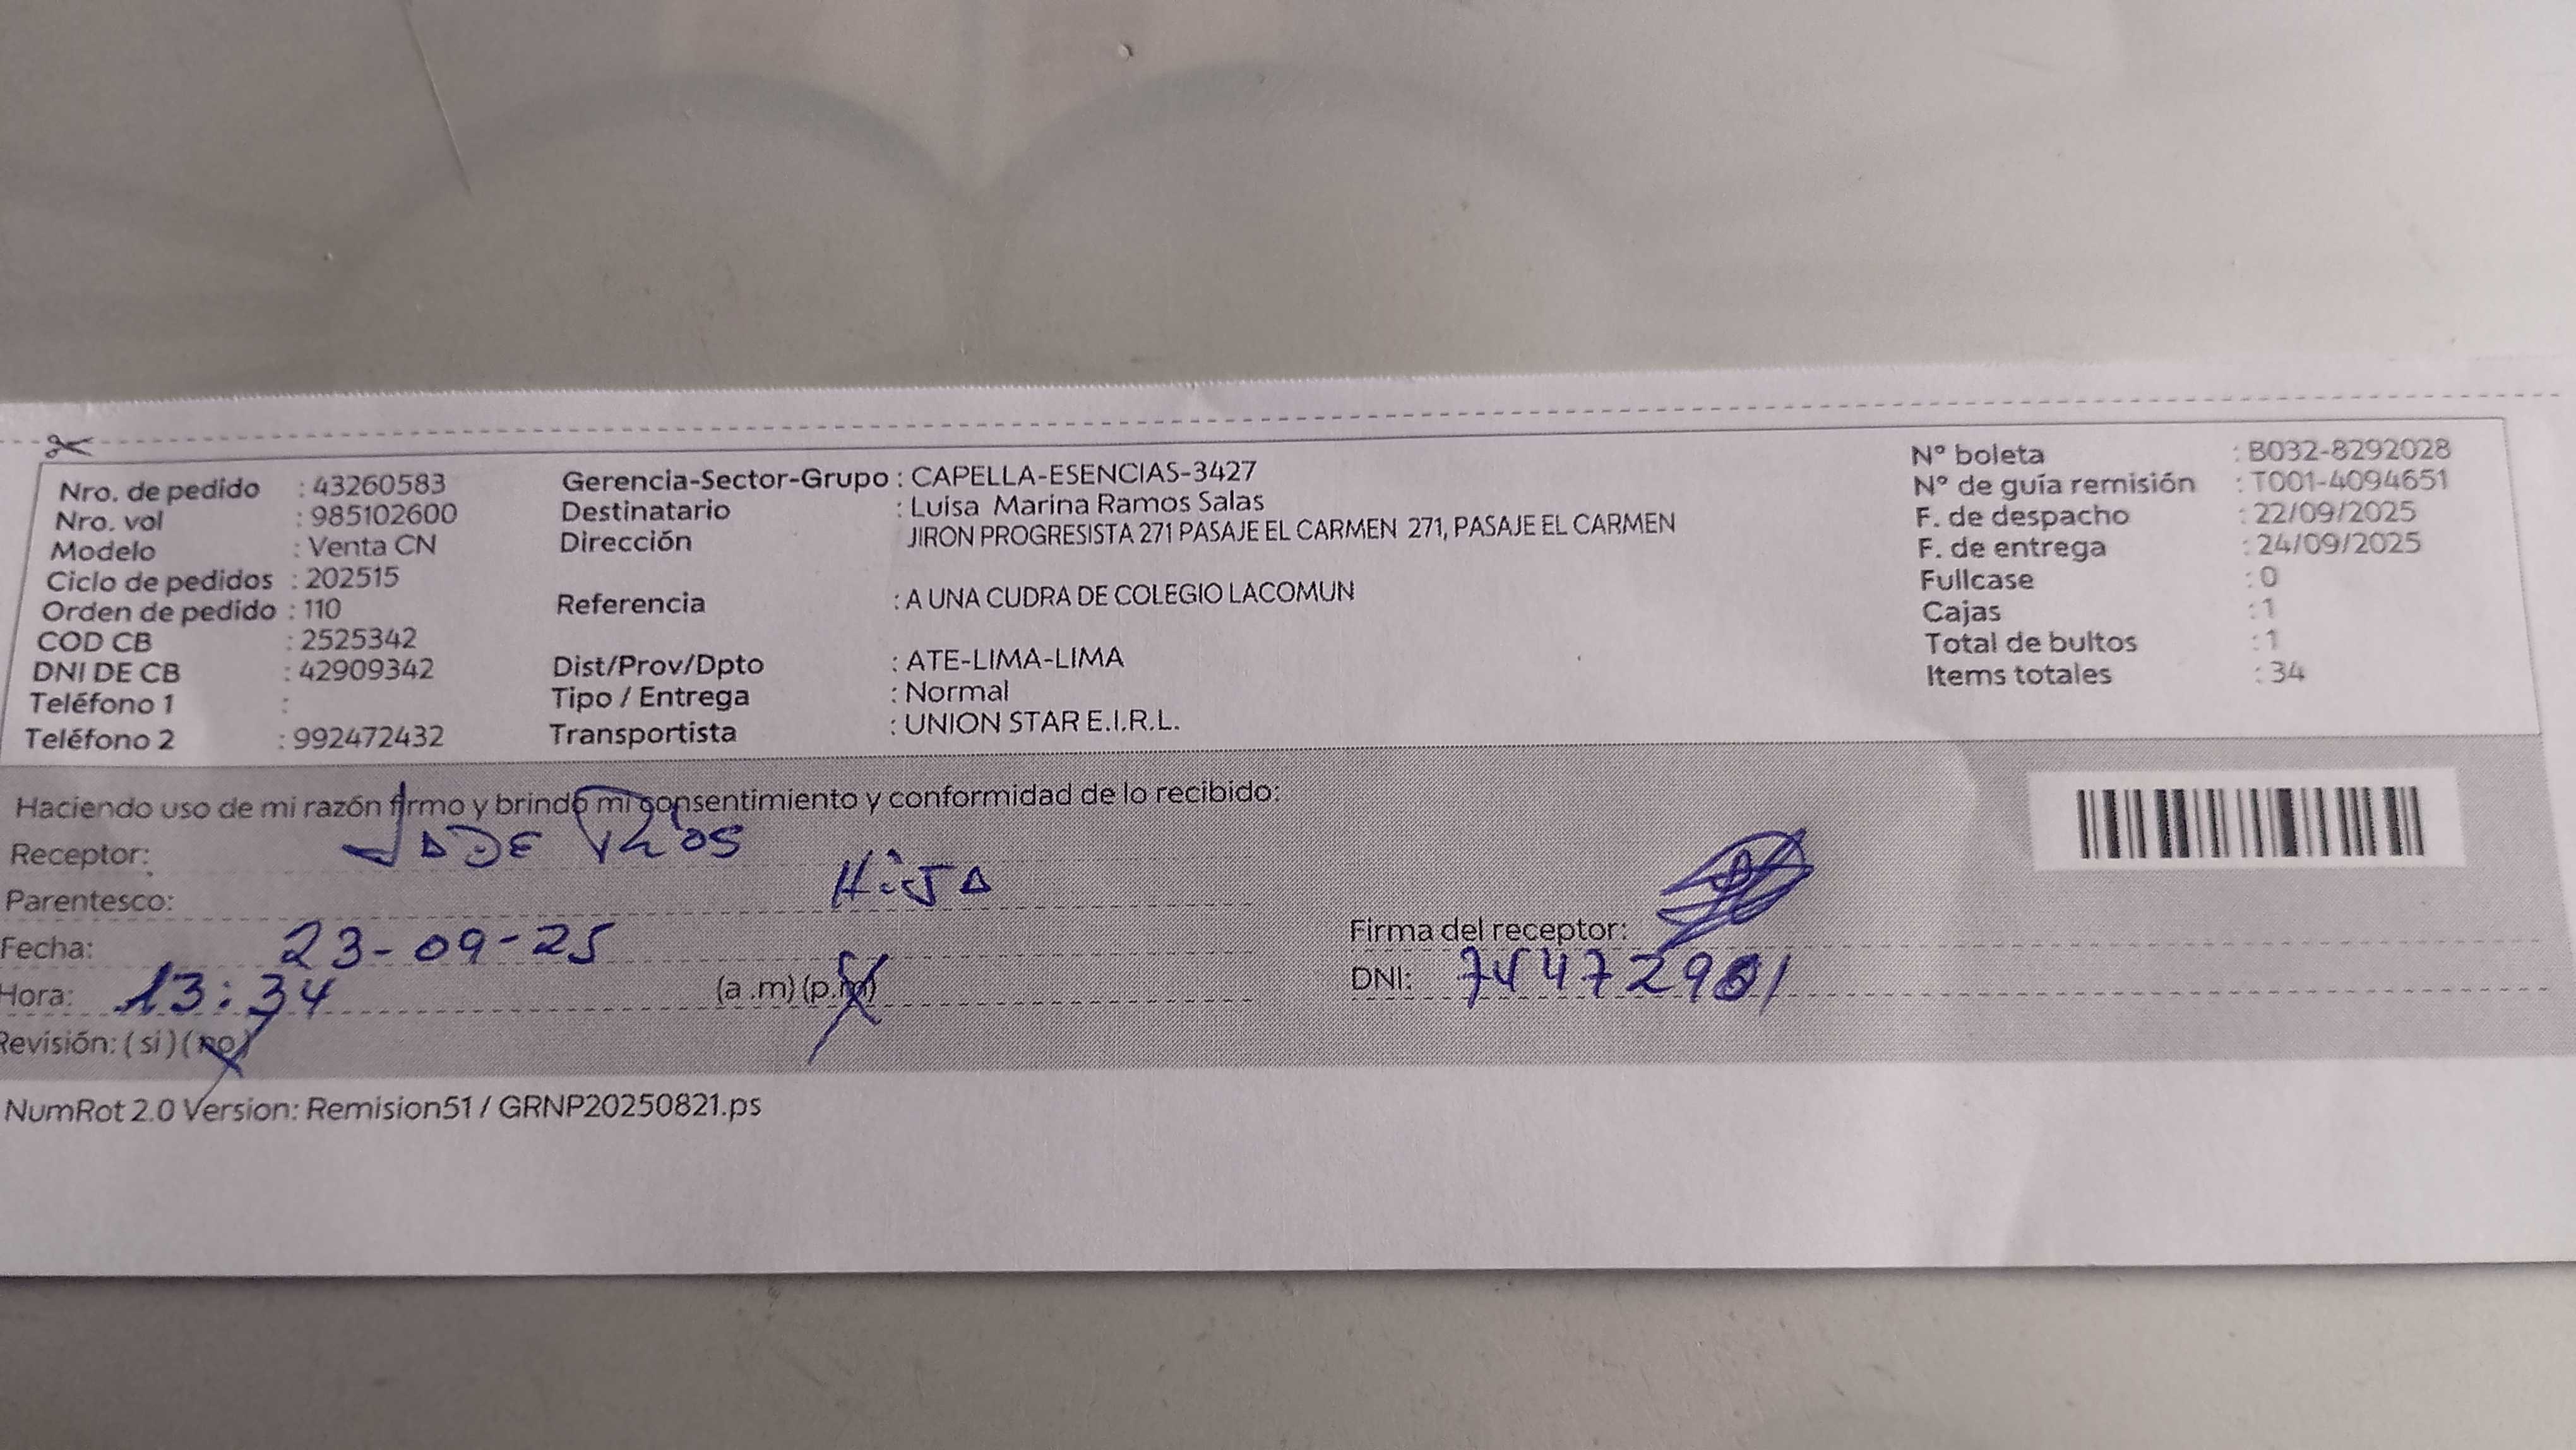 Nro. de pedido : 43260583
Nro. vol : 985102600
Modelo : Venta CN
Ciclo de pedidos : 202515
Orden de pedido : 110
COD CB : 2525342
DNI DE CB : 42909342
Teléfono 1 :
Teléfono 2 : 992472432
Gerencia-Sector-Grupo : CAPELLA-ESENCIAS-3427
Destinatario : Luisa Marina Ramos Salas
Dirección JIRON PROGRESISTA 271 PASAJE EL CARMEN 271, PASAJE EL CARMEN
Referencia : A UNA CUDRA DE COLEGIO LACOMUN
Dist/Prov/Dpto : ATE-LIMA-LIMA
Tipo / Entrega : Normal
Transportista : UNION STAR E.I.R.L.
N° boleta : B032-8292028
N° de guía remisión : T001-4094651
F. de despacho : 22/09/2025
F. de entrega : 24/09/2025
Fullcase : 0
Cajas : 1
Total de bultos : 1
Items totales : 34
Haciendo uso de mi razón firmo y brindo mi consentimiento y conformidad de lo recibido:
Receptor: JADE
Parentesco: HiJA
Fecha: 23-09-25
Hora: 13:34 (a .m) (p.m)
Revisión: ( si ) ( no )
Firma del receptor:
DNI:
NumRot 2.0 Version: Remision51 / GRNP20250821.ps